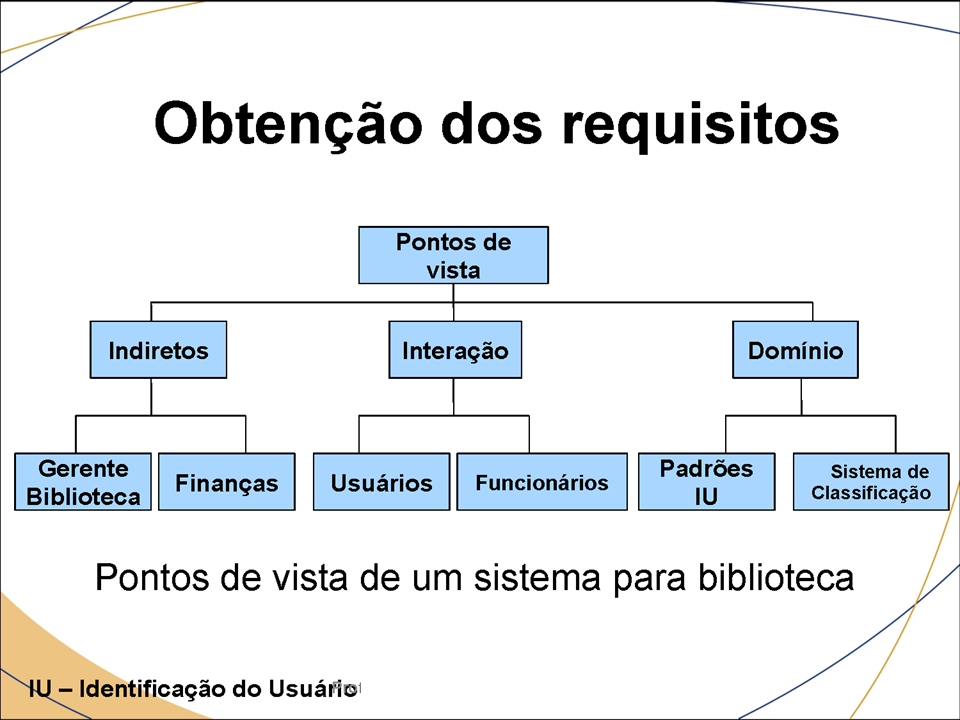 Obtenção dos requisitos
Pontos de
vista
Indiretos
Interação
Domínio
Gerente
Biblioteca
Finanças
Usuários
Funcionários
Padrões
IU
Sistema de
Classificação
Pontos de vista de um sistema para biblioteca
IU – Identificação do Usuário